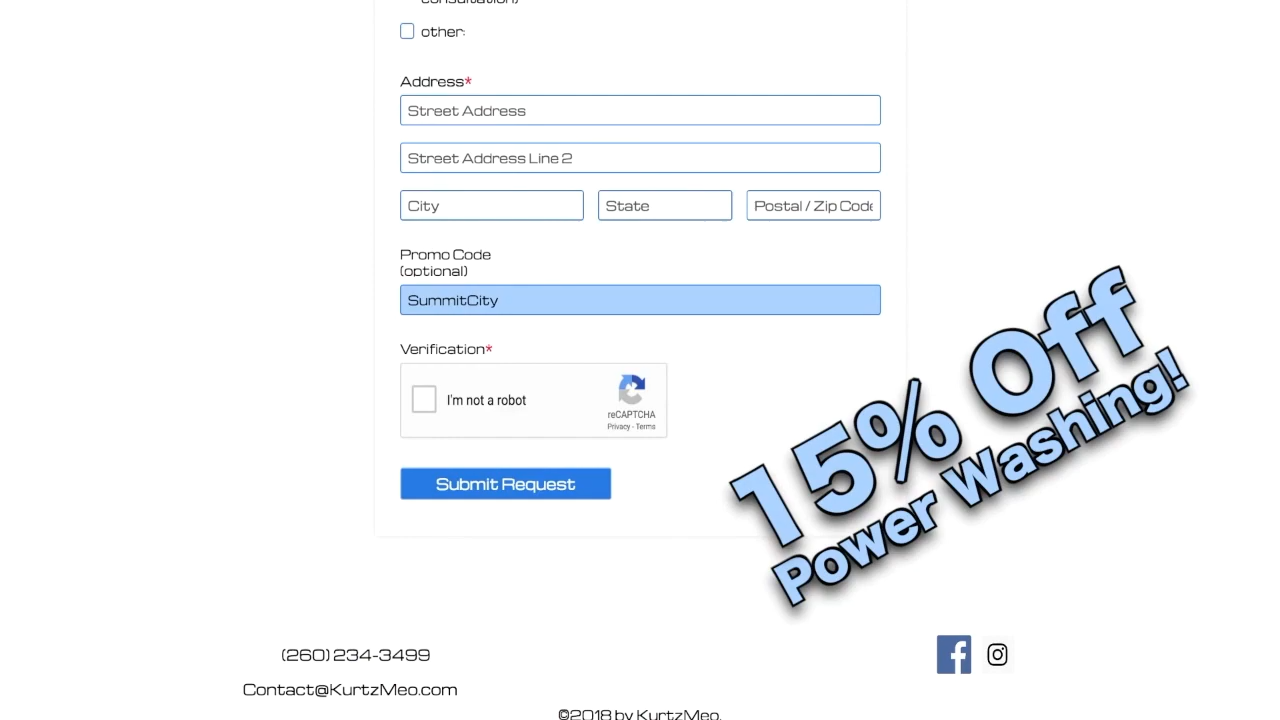 other:
Address*
Street Address
Street Address Line 2
City State Postal / Zip Code
Promo Code
(optional)
SummitCity
Verification*
I'm not a robot
reCAPTCHA
Privacy - Terms
Submit Request
15% Off
Power Washing!
(260) 234-3499
Contact@KurtzMeo.com
©2018 by KurtzMeo.